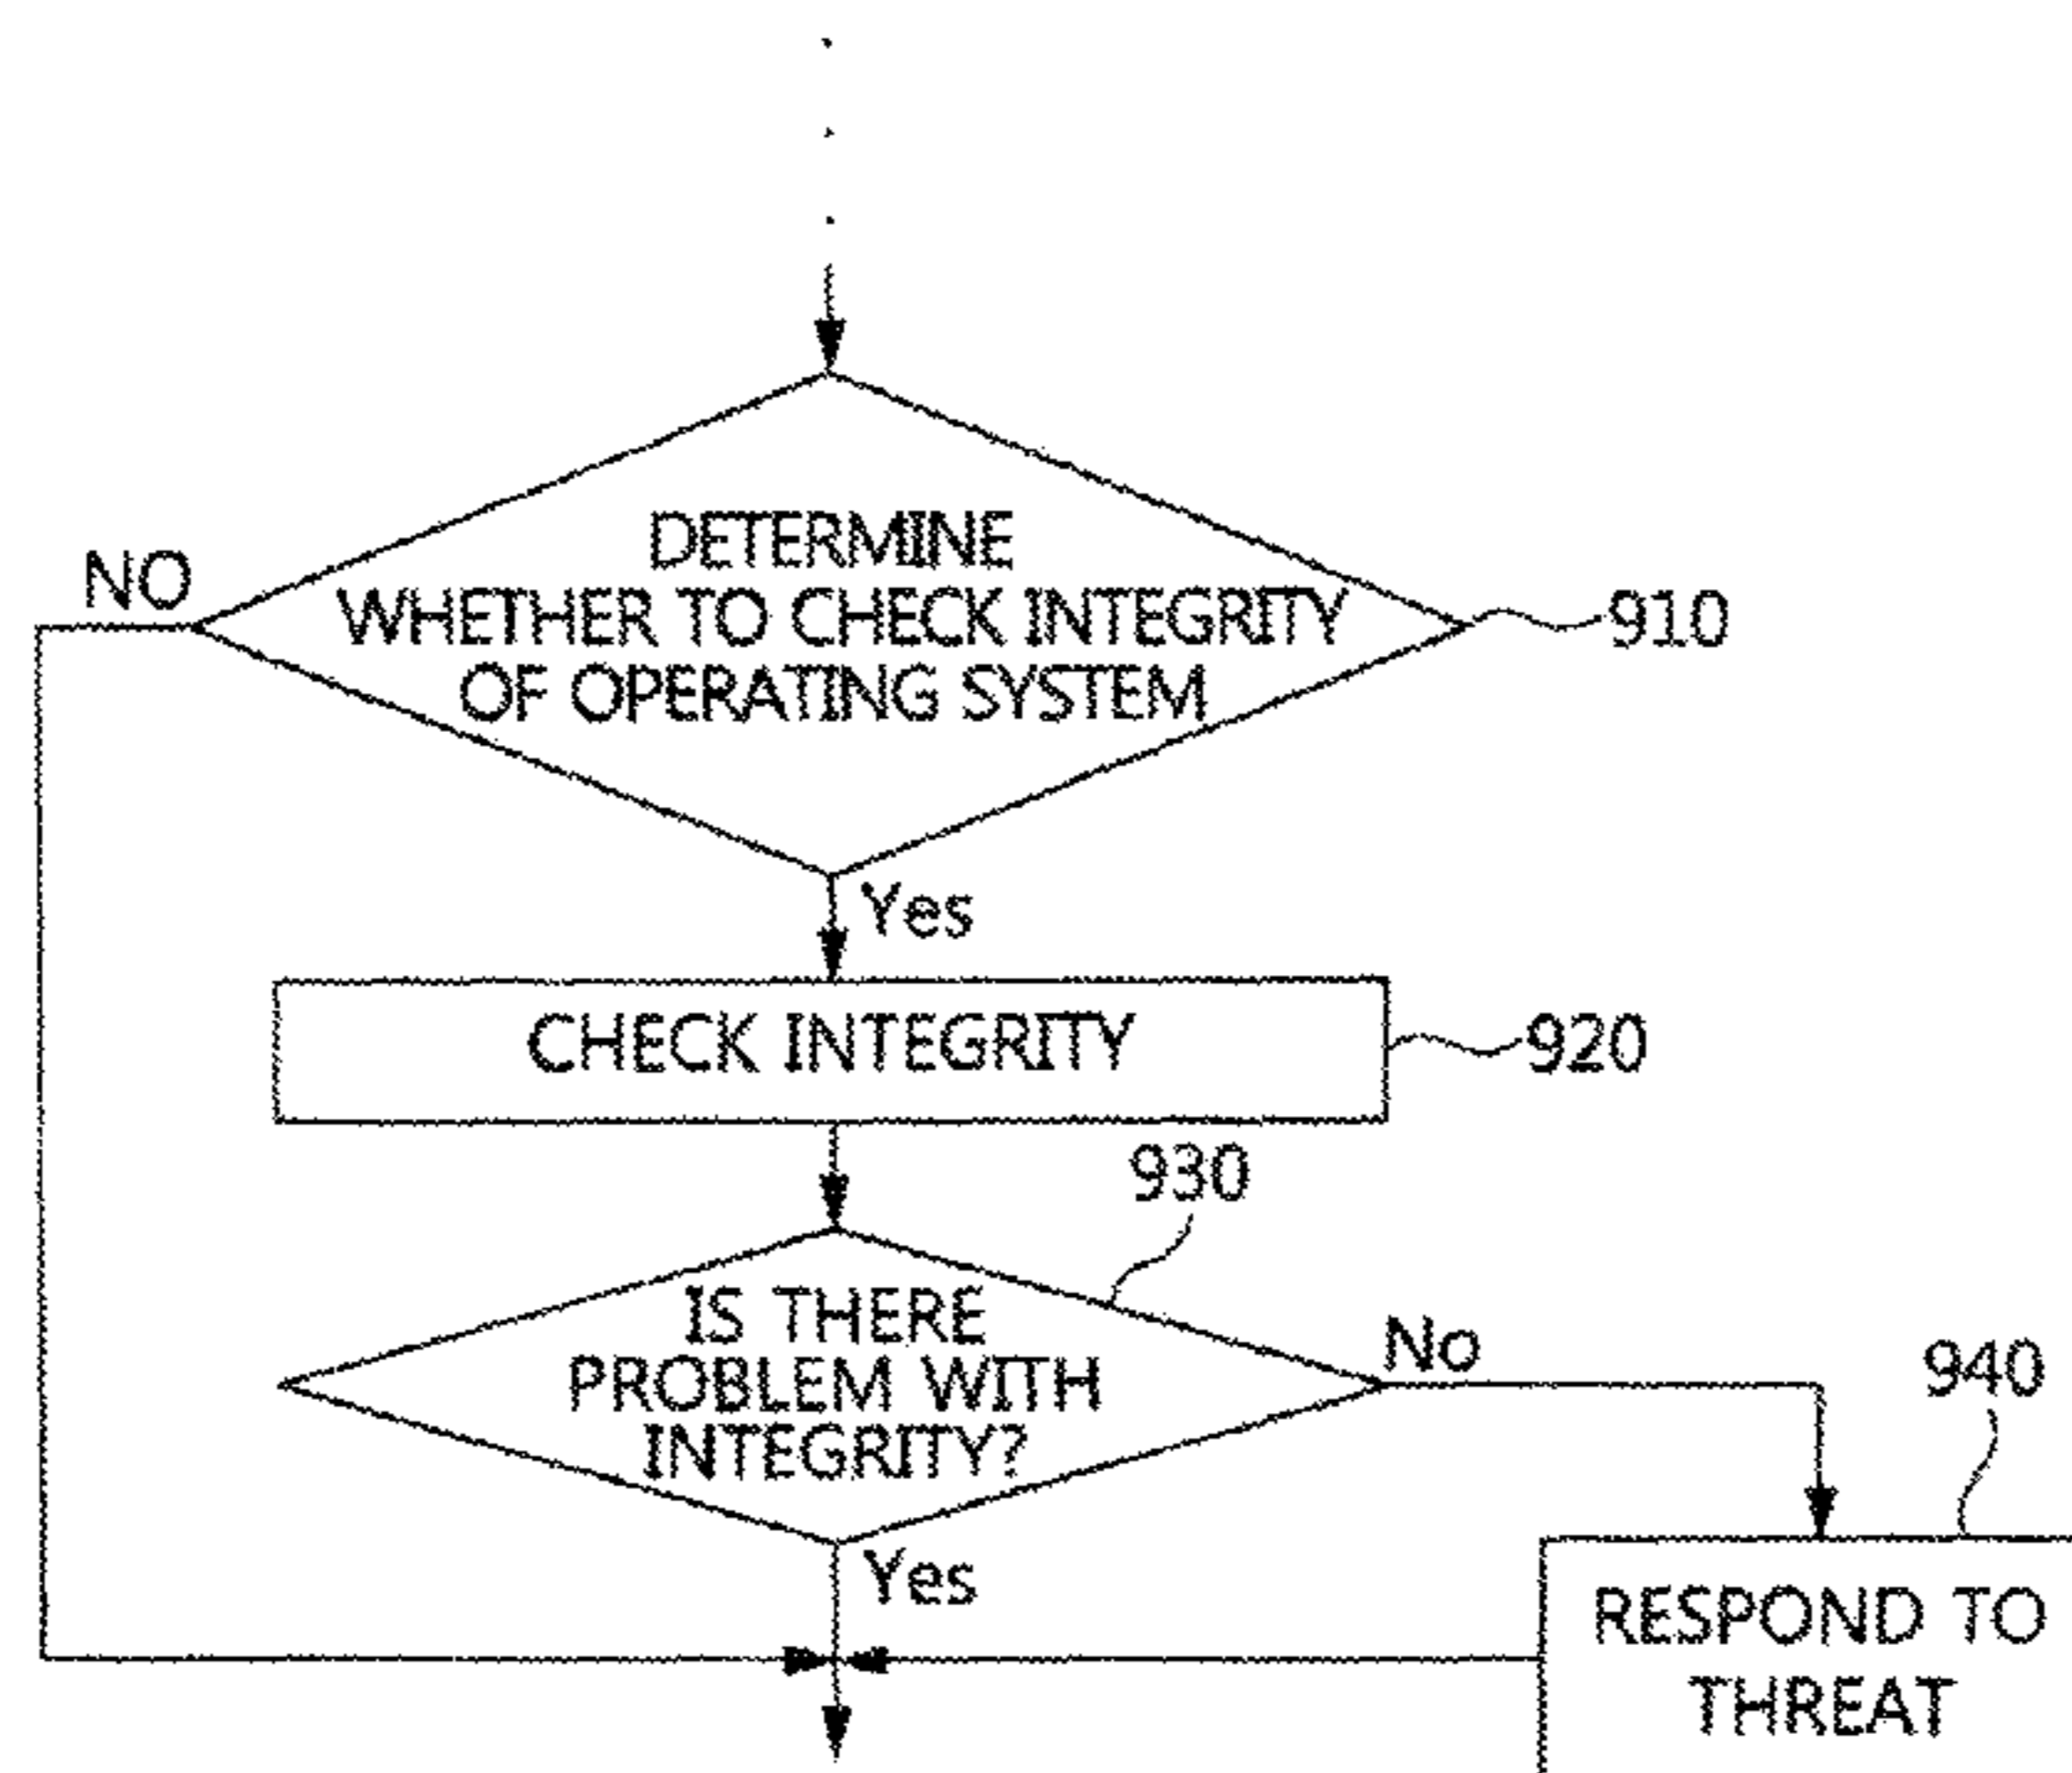 DETERMINE
NO
WHETHER TO CHECK INTEGRITY
910
OF OPERATING SYSTEM
Yes
CHECK INTEGRITY
920
930
IS THERE
No
PROBLEM WITH
940
INTEGRITY?
Yes
RESPOND TO
THREAT